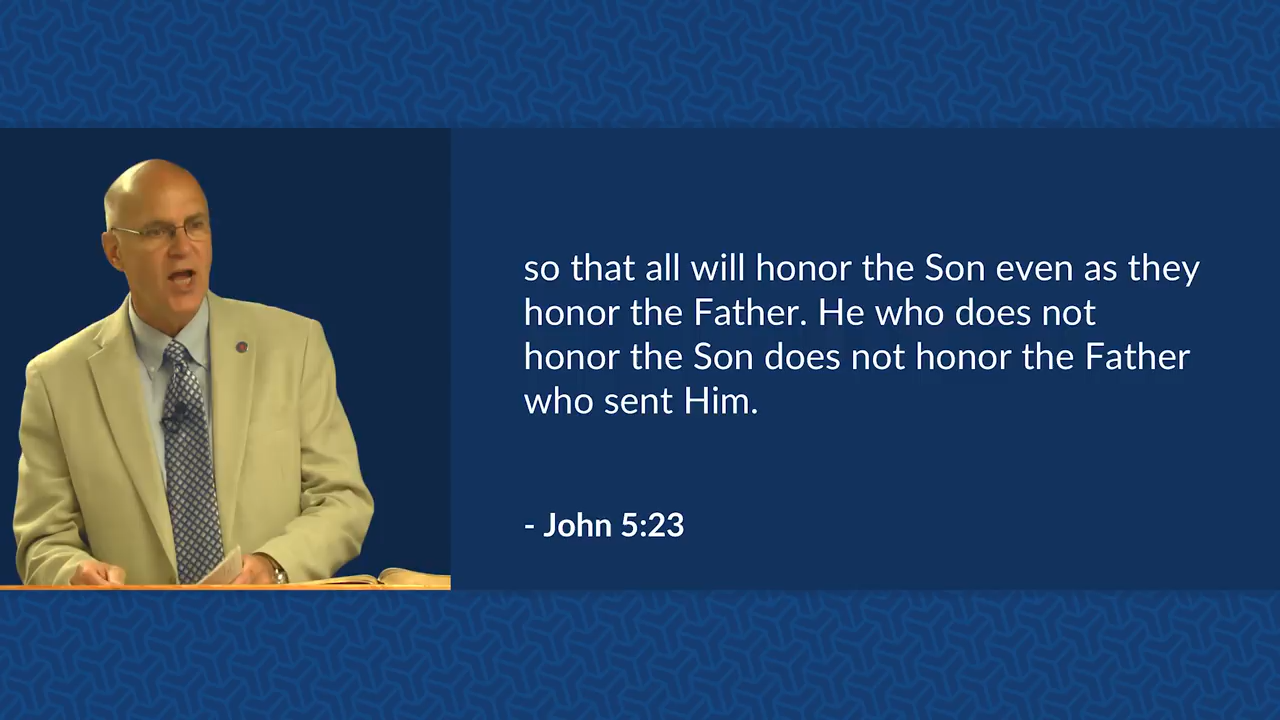 so that all will honor the Son even as they
honor the Father. He who does not
honor the Son does not honor the Father
who sent Him.
- John 5:23